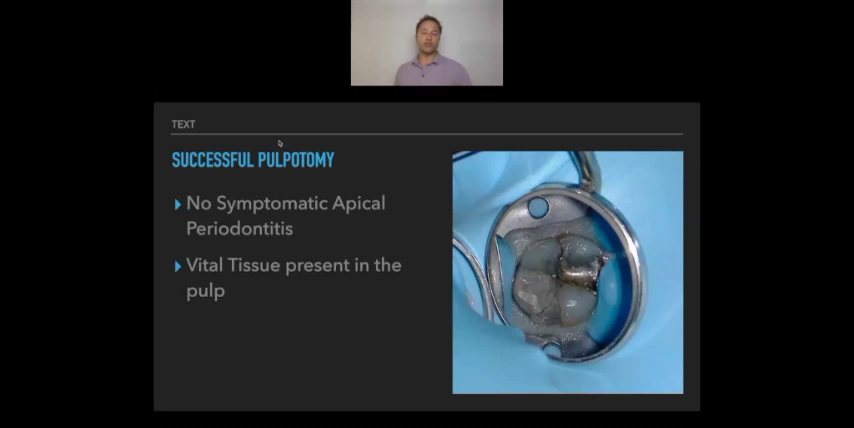 TEXT
SUCCESSFUL PULPOTOMY
No Symptomatic Apical
Periodontitis
Vital Tissue present in the
pulp